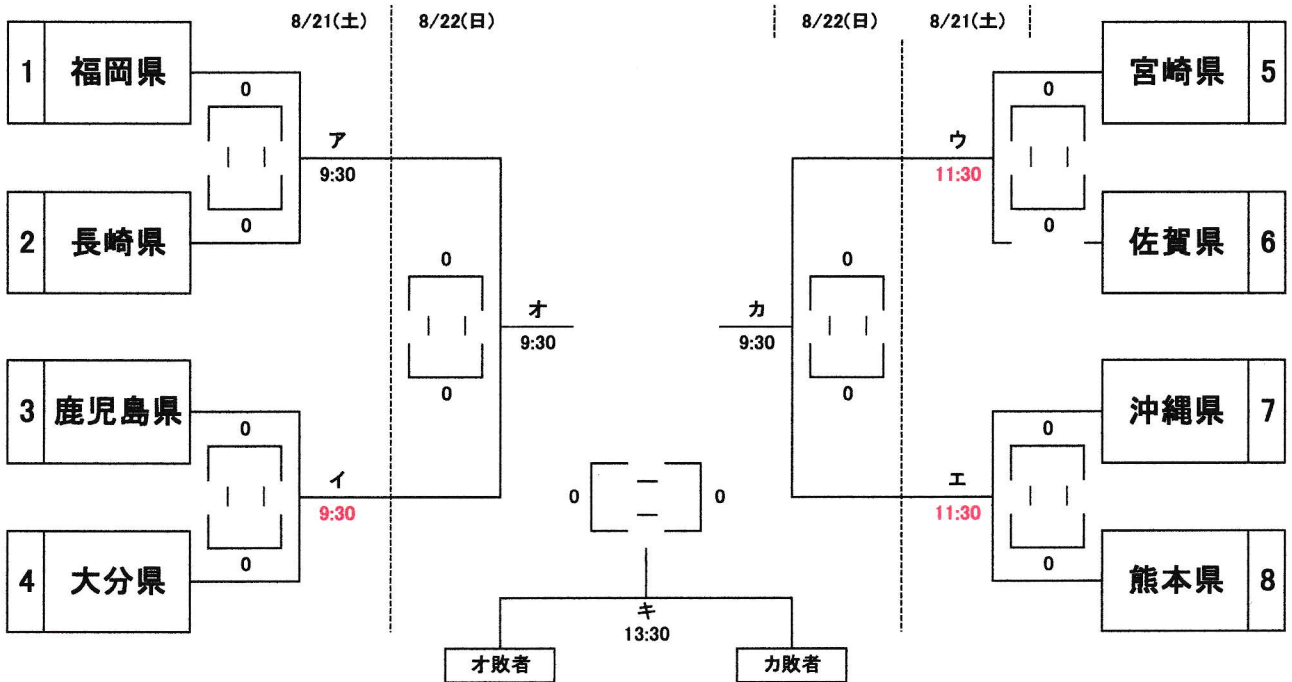 8/21(土) 8/22(日) 8/22(日) 8/21(土)
1 福岡県
0
宮崎県 5
0
ア
9:30
ウ
11:30
2 長崎県
0
佐賀県 6
0
0
オ
9:30
0
0
カ
9:30
0
3 鹿児島県
0
沖縄県 7
0
イ
9:30
エ
11:30
0 0
4 大分県
0
熊本県 8
0
キ
13:30
オ敗者 カ敗者